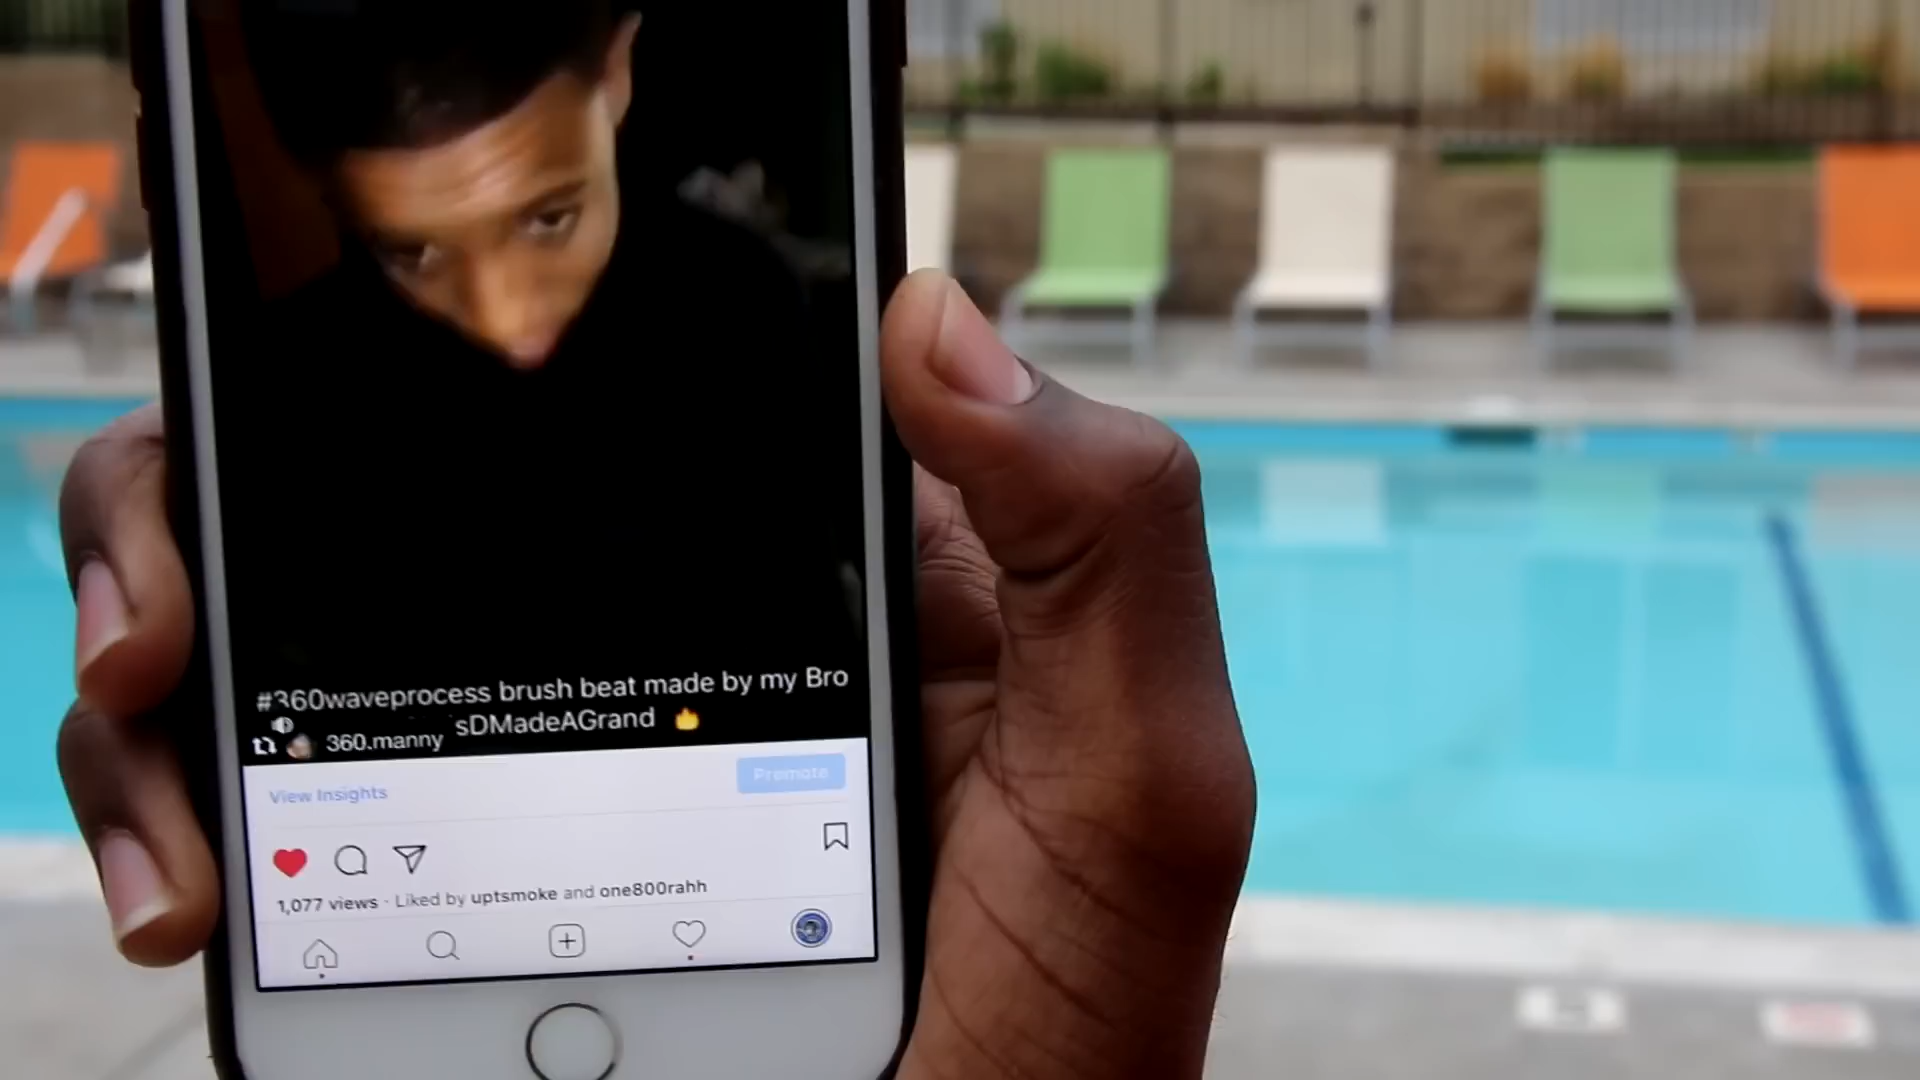 #360waveprocess brush beat made by my Bro
sDMadeAGrand 🔥
360.manny
View Insights
Promote
1,077 views · Liked by uptsmoke and one800rahh